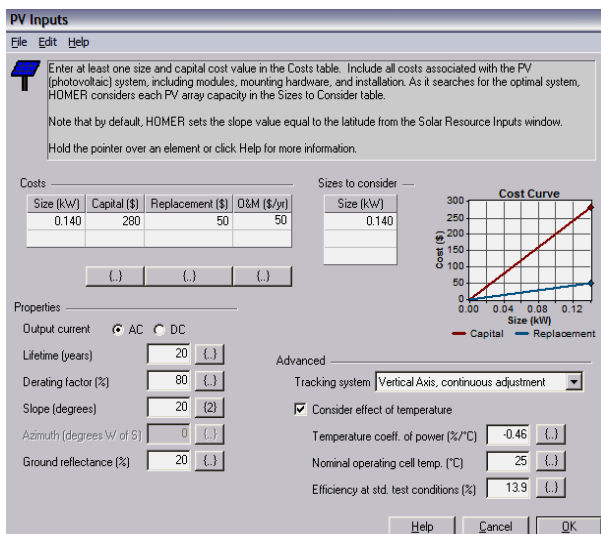 PV Inputs
File Edit Help
Enter at least one size and capital cost value in the Costs table. Include all costs associated with the PV
(photovoltaic) system, including modules, mounting hardware, and installation. As it searches for the optimal system,
HOMER considers each PV array capacity in the Sizes to Consider table.
Note that by default, HOMER sets the slope value equal to the latitude from the Solar Resource Inputs window.
Hold the pointer over an element or click Help for more information.
Costs
Size (kW) Capital ($) Replacement ($) O&M ($/yr)
0.140 280 50 50
{..} {..} {..}
Sizes to consider
Size (kW)
0.140
Cost Curve
300
250
200
150
100
50
0
Cost ($)
0.00 0.04 0.08 0.12
Size (kW)
Capital Replacement
Properties
Output current AC DC
Lifetime (years) 20 {..}
Derating factor (%) 80 {..}
Slope (degrees) 20 {2}
Azimuth (degrees W of S) 0 {..}
Ground reflectance (%) 20 {..}
Advanced
Tracking system Vertical Axis, continuous adjustment
Consider effect of temperature
Temperature coeff. of power (%/°C) -0.46 {..}
Nominal operating cell temp. (°C) 25 {..}
Efficiency at std. test conditions (%) 13.9 {..}
Help Cancel OK